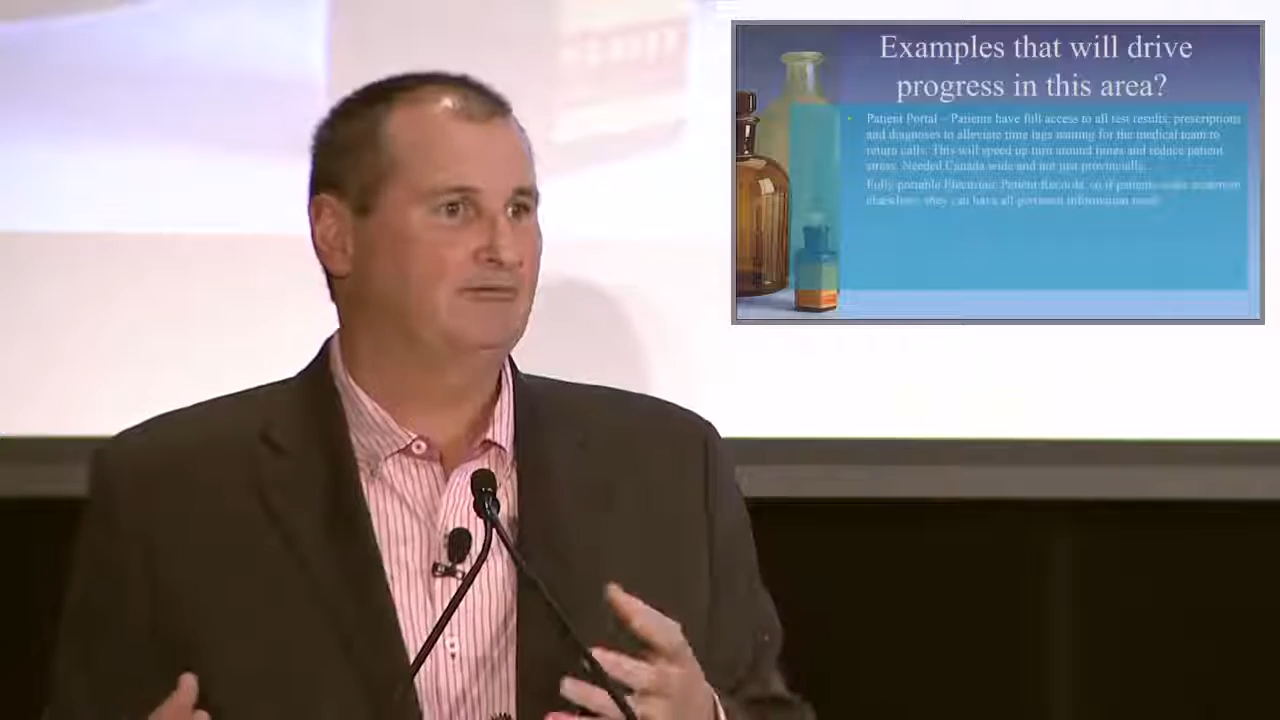 Examples that will drive
progress in this area?
Patient Portal – Patients have full access to all test results, prescriptions
and diagnoses to alleviate time lags waiting for the medical team to
return calls. This will speed up turn around times and reduce patient
stress. Needed Canada wide and not just provincially.
Fully portable Electronic Patient Records, so if patients
elsewhere they can have all pertinent information